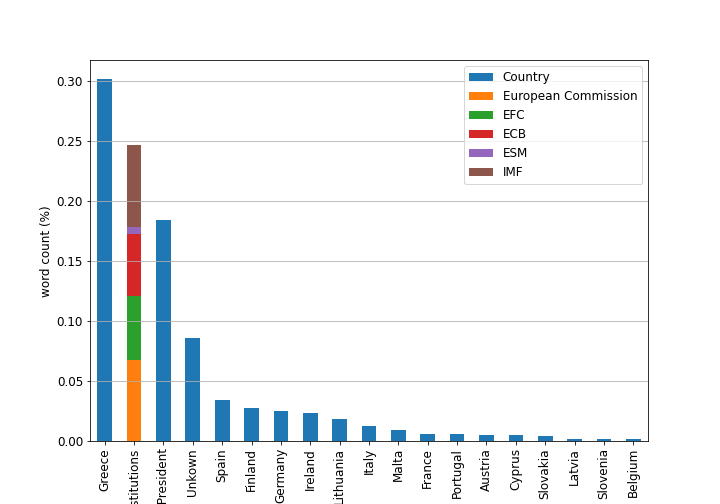 word count (%)
0.30
0.25
0.20
0.15
0.10
0.05
0.00
Country
European Commission
EFC
ECB
ESM
IMF
Greece
stitutions
President
Unkown
Spain
Finland
Germany
Ireland
ithuania
Italy
Malta
France
Portugal
Austria
Cyprus
Slovakia
Latvia
Slovenia
Belgium